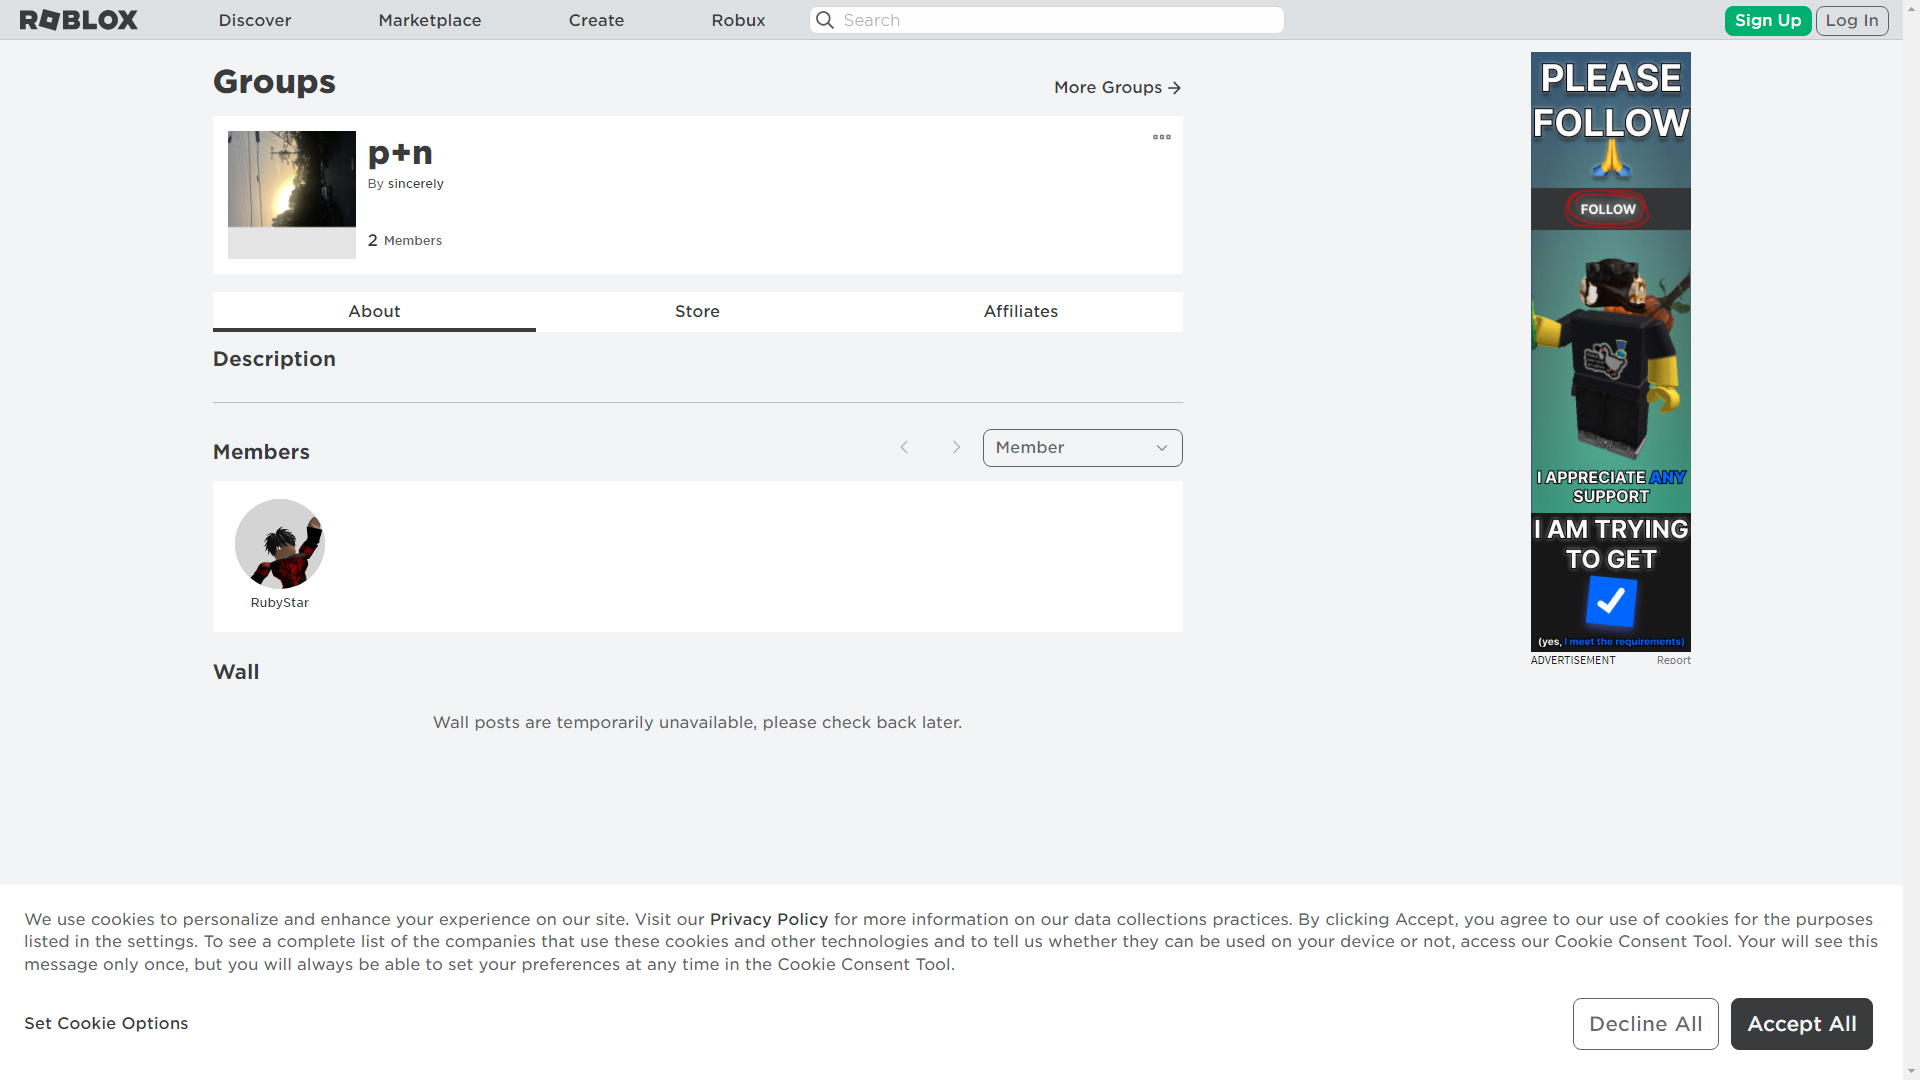 ROBLOX
Discover
Marketplace
Create
Robux
Search
Sign Up
Log In
Groups
More Groups
p+n
By sincerely
2 Members
About
Store
Affiliates
Description
Members
Member
RubyStar
Wall
Wall posts are temporarily unavailable, please check back later.
PLEASE
FOLLOW
FOLLOW
I APPRECIATE ANY
SUPPORT
I AM TRYING
TO GET
(yes, I meet the requirements)
ADVERTISEMENT
Report
We use cookies to personalize and enhance your experience on our site. Visit our Privacy Policy for more information on our data collections practices. By clicking Accept, you agree to our use of cookies for the purposes
listed in the settings. To see a complete list of the companies that use these cookies and other technologies and to tell us whether they can be used on your device or not, access our Cookie Consent Tool. Your will see this
message only once, but you will always be able to set your preferences at any time in the Cookie Consent Tool.
Set Cookie Options
Decline All
Accept All